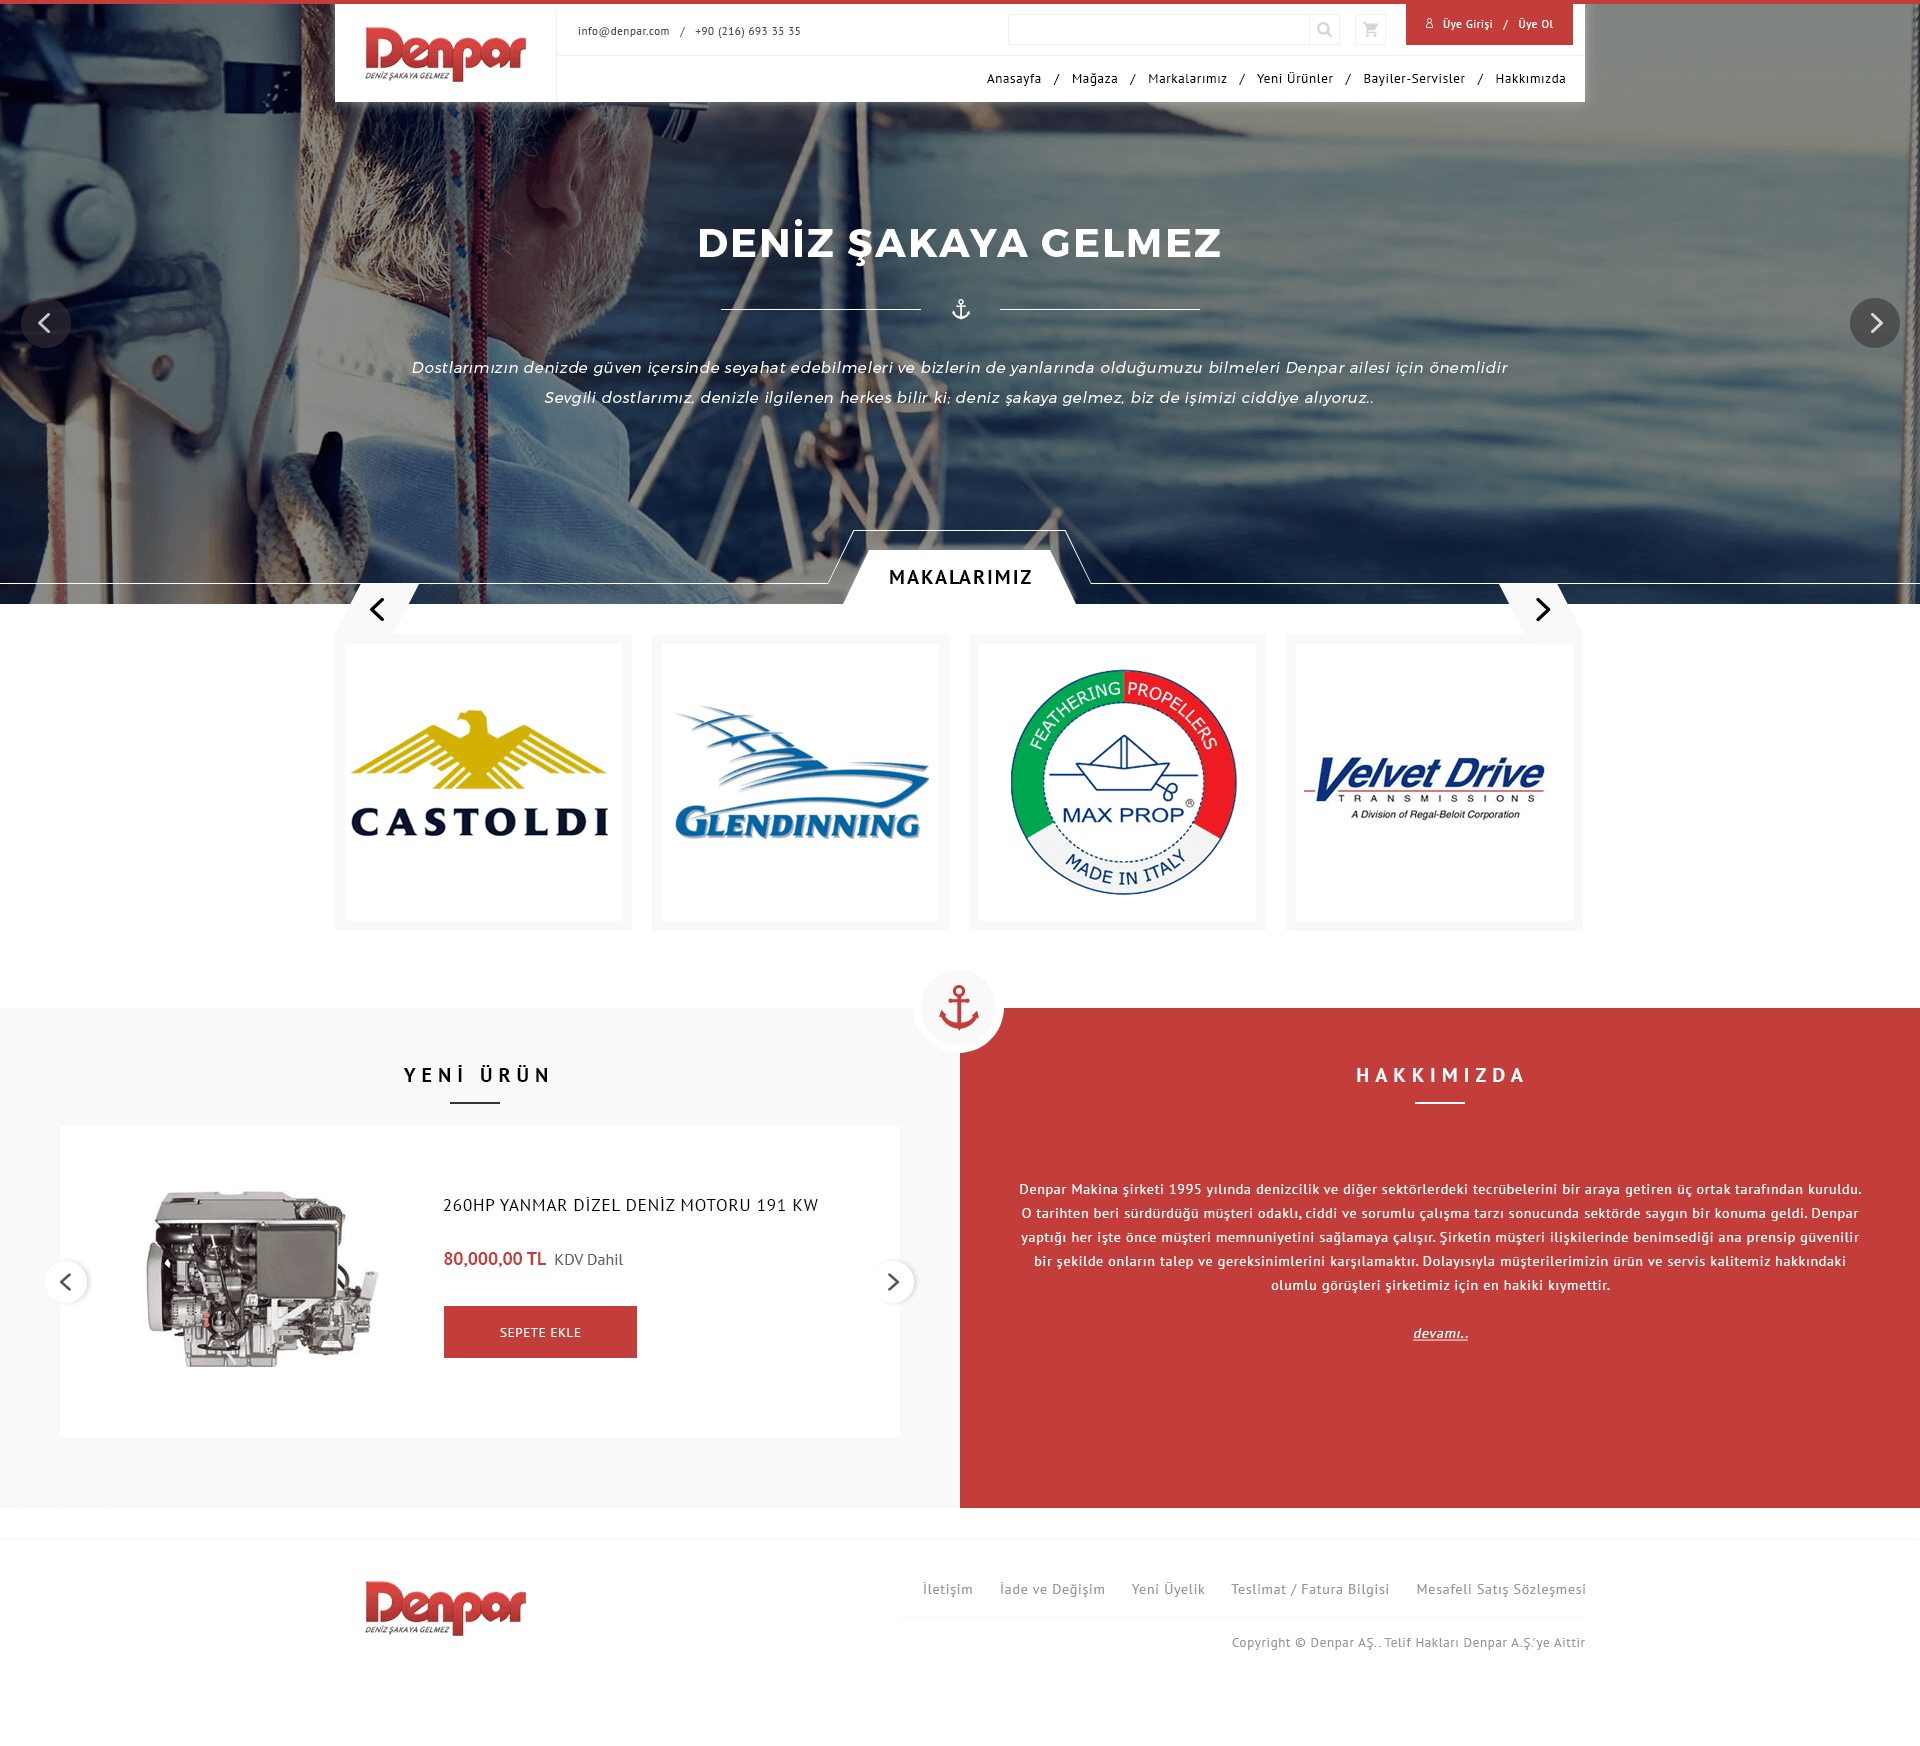 Denpar
DENİZ ŞAKAYA GELMEZ
info@denpar.com / +90 (216) 693 35 35
Üye Girişi / Üye Ol
Anasayfa / Mağaza / Markalarımız / Yeni Ürünler / Bayiler-Servisler / Hakkımızda
DENİZ ŞAKAYA GELMEZ
Dostlarımızın denizde güven içersinde seyahat edebilmeleri ve bizlerin de yanlarında olduğumuzu bilmeleri Denpar ailesi için önemlidir
Sevgili dostlarımız, denizle ilgilenen herkes bilir ki; deniz şakaya gelmez, biz de işimizi ciddiye alıyoruz..
MAKALARIMIZ
CASTOLDI
GLENDINNING
FEATHERING PROPELLERS
MAX PROP®
MADE IN ITALY
Velvet Drive
TRANSMISSIONS
A Division of Regal-Beloit Corporation
YENİ ÜRÜN
260HP YANMAR DİZEL DENİZ MOTORU 191 KW
80,000,00 TL KDV Dahil
SEPETE EKLE
HAKKIMIZDA
Denpar Makina şirketi 1995 yılında denizcilik ve diğer sektörlerdeki tecrübelerini bir araya getiren üç ortak tarafından kuruldu.
O tarihten beri sürdürdüğü müşteri odaklı, ciddi ve sorumlu çalışma tarzı sonucunda sektörde saygın bir konuma geldi. Denpar
yaptığı her işte önce müşteri memnuniyetini sağlamaya çalışır. Şirketin müşteri ilişkilerinde benimsediği ana prensip güvenilir
bir şekilde onların talep ve gereksinimlerini karşılamaktır. Dolayısıyla müşterilerimizin ürün ve servis kalitemiz hakkındaki
olumlu görüşleri şirketimiz için en hakiki kıymettir.
devamı..
Denpar
DENİZ ŞAKAYA GELMEZ
İletişim İade ve Değişim Yeni Üyelik Teslimat / Fatura Bilgisi Mesafeli Satış Sözleşmesi
Copyright © Denpar AŞ.. Telif Hakları Denpar A.Ş.'ye Aittir